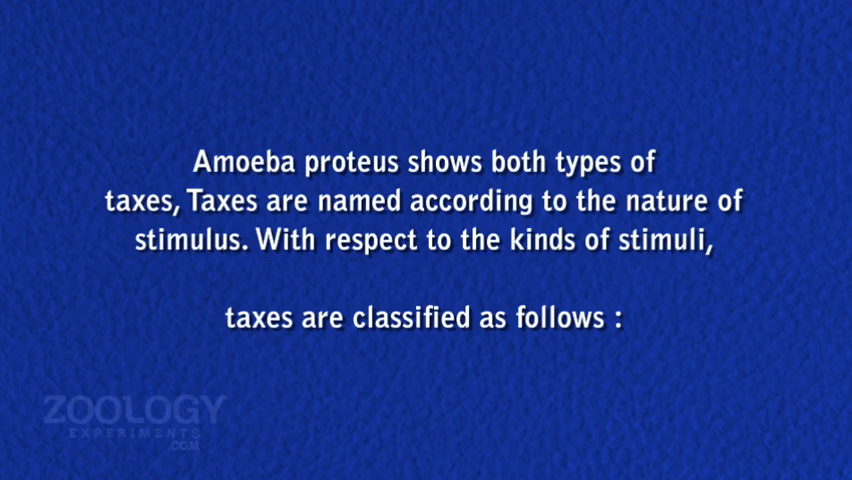 Amoeba proteus shows both types of
taxes, Taxes are named according to the nature of
stimulus. With respect to the kinds of stimuli,
taxes are classified as follows :
ZOOLOGY
EXPERIMENTS
.COM